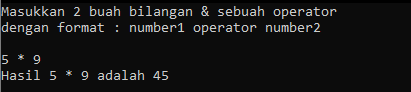 Masukkan 2 buah bilangan & sebuah operator
dengan format : number1 operator number2
5 * 9
Hasil 5 * 9 adalah 45